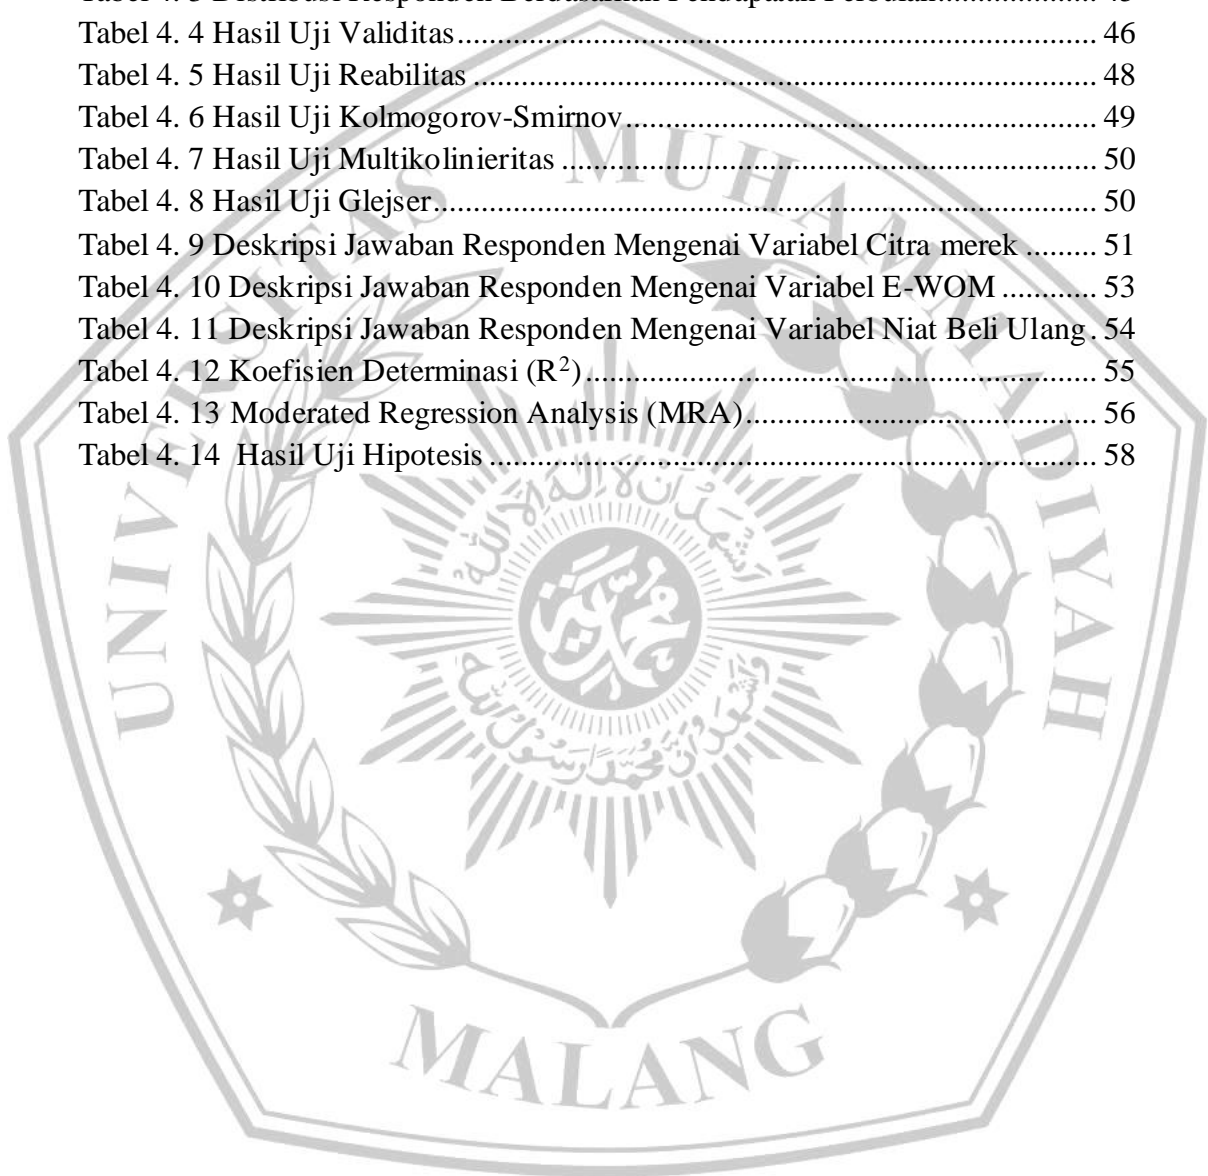 Tabel 4. 4 Hasil Uji Validitas........................................................................... 46
Tabel 4. 5 Hasil Uji Reabilitas ......................................................................... 48
Tabel 4. 6 Hasil Uji Kolmogorov-Smirnov....................................................... 49
Tabel 4. 7 Hasil Uji Multikolinieritas ............................................................... 50
Tabel 4. 8 Hasil Uji Glejser.............................................................................. 50
Tabel 4. 9 Deskripsi Jawaban Responden Mengenai Variabel Citra merek ......... 51
Tabel 4. 10 Deskripsi Jawaban Responden Mengenai Variabel E-WOM ............ 53
Tabel 4. 11 Deskripsi Jawaban Responden Mengenai Variabel Niat Beli Ulang. 54
Tabel 4. 12 Koefisien Determinasi (R²)............................................................ 55
Tabel 4. 13 Moderated Regression Analysis (MRA)......................................... 56
Tabel 4. 14 Hasil Uji Hipotesis ........................................................................ 58
UNIVERSITAS MUHAMMADIYAH
MALANG